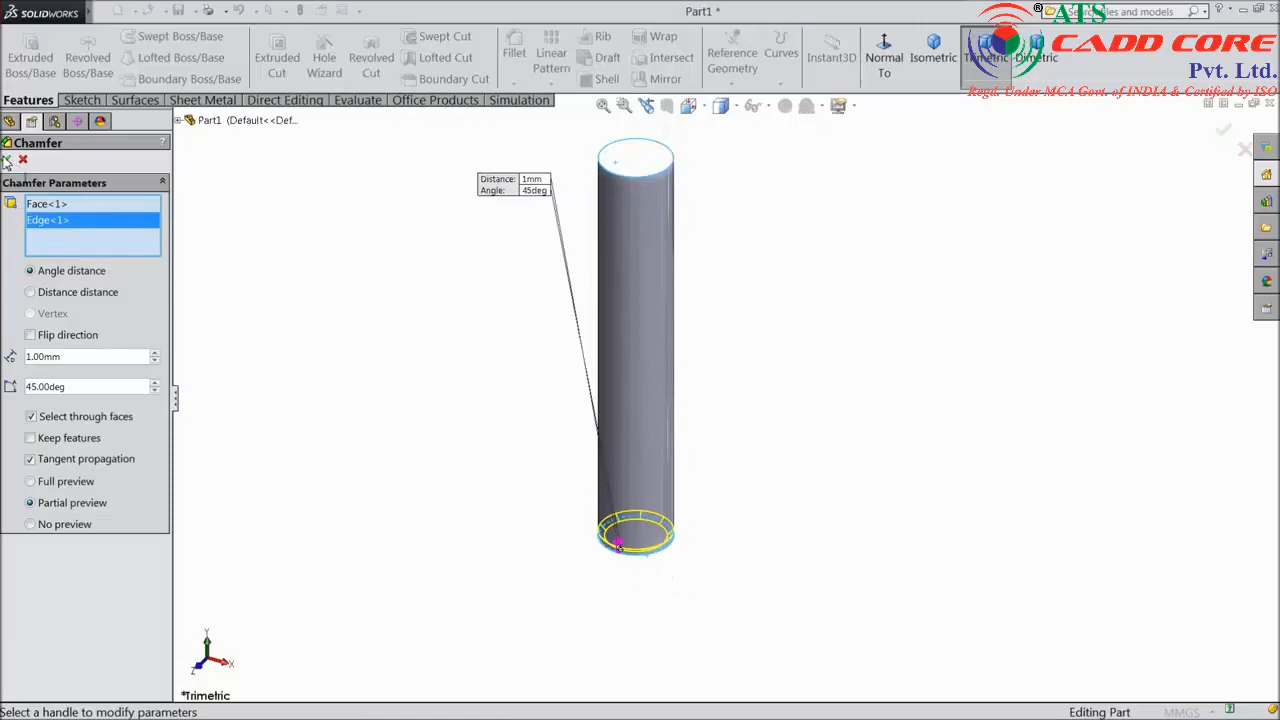 SOLIDWORKS
Part1 *
Search files and models
® ATS
CADD CORE
Pvt. Ltd.
Regd. Under MCA Govt. of INDIA & Certified by ISO
Extruded Boss/Base
Revolved Boss/Base
Swept Boss/Base
Lofted Boss/Base
Boundary Boss/Base
Extruded Cut
Hole Wizard
Revolved Cut
Swept Cut
Lofted Cut
Boundary Cut
Fillet
Linear Pattern
Rib
Draft
Shell
Wrap
Intersect
Mirror
Reference Geometry
Curves
Instant3D
Normal To
Isometric
Trimetric
Dimetric
Features
Sketch
Surfaces
Sheet Metal
Direct Editing
Evaluate
Office Products
Simulation
Part1 (Default<<Def...
Chamfer
?
Chamfer Parameters
Face<1>
Edge<1>
Angle distance
Distance distance
Vertex
Flip direction
1.00mm
45.00deg
Select through faces
Keep features
Tangent propagation
Full preview
Partial preview
No preview
Distance: 1mm
Angle: 45deg
Y
X
Z
*Trimetric
Select a handle to modify parameters
Editing Part
MMGS